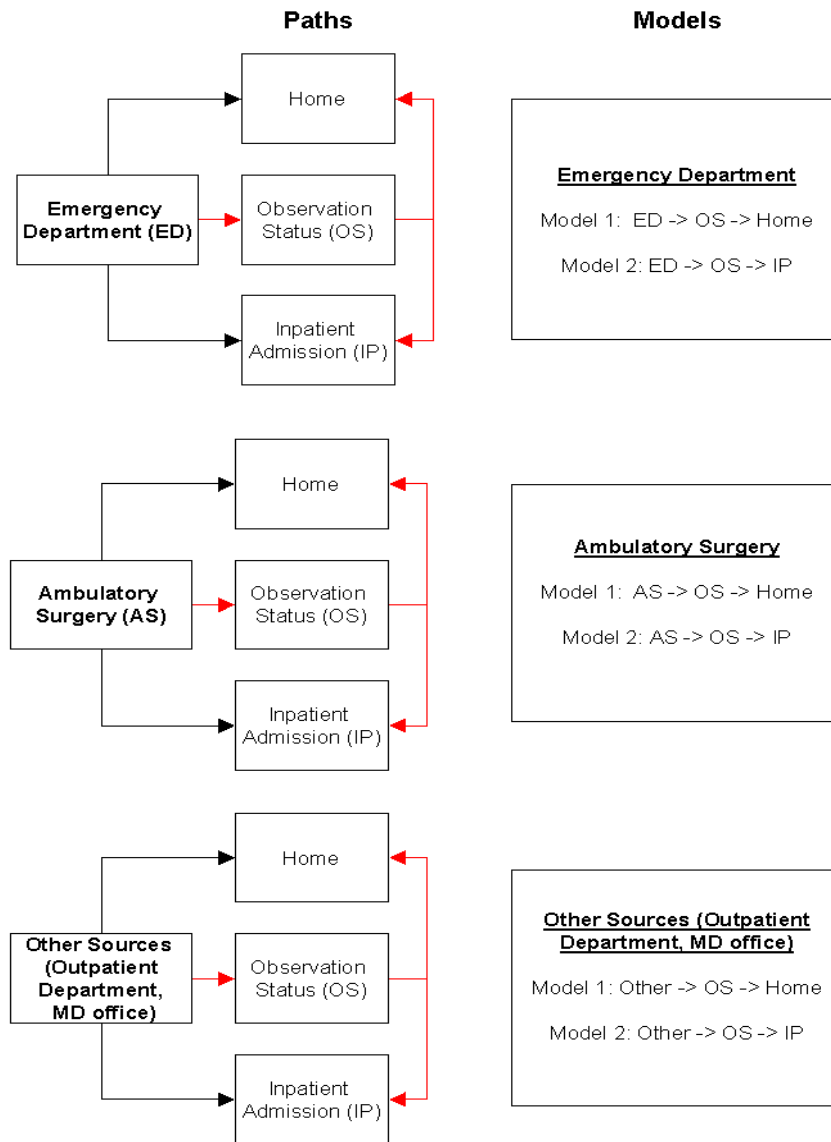 Paths
Models
Home
Emergency
Department (ED)
Observation
Status (OS)
Inpatient
Admission (IP)
Emergency Department
Model 1:  ED -> OS -> Home
Model 2: ED -> OS -> IP
Home
Ambulatory
Surgery (AS)
Observation
Status (OS)
Inpatient
Admission (IP)
Ambulatory Surgery
Model 1:  AS -> OS -> Home
Model 2: AS -> OS -> IP
Home
Other Sources
(Outpatient
Department,
MD office)
Observation
Status (OS)
Inpatient
Admission (IP)
Other Sources (Outpatient
Department, MD office)
Model 1: Other -> OS -> Home
Model 2: Other -> OS -> IP